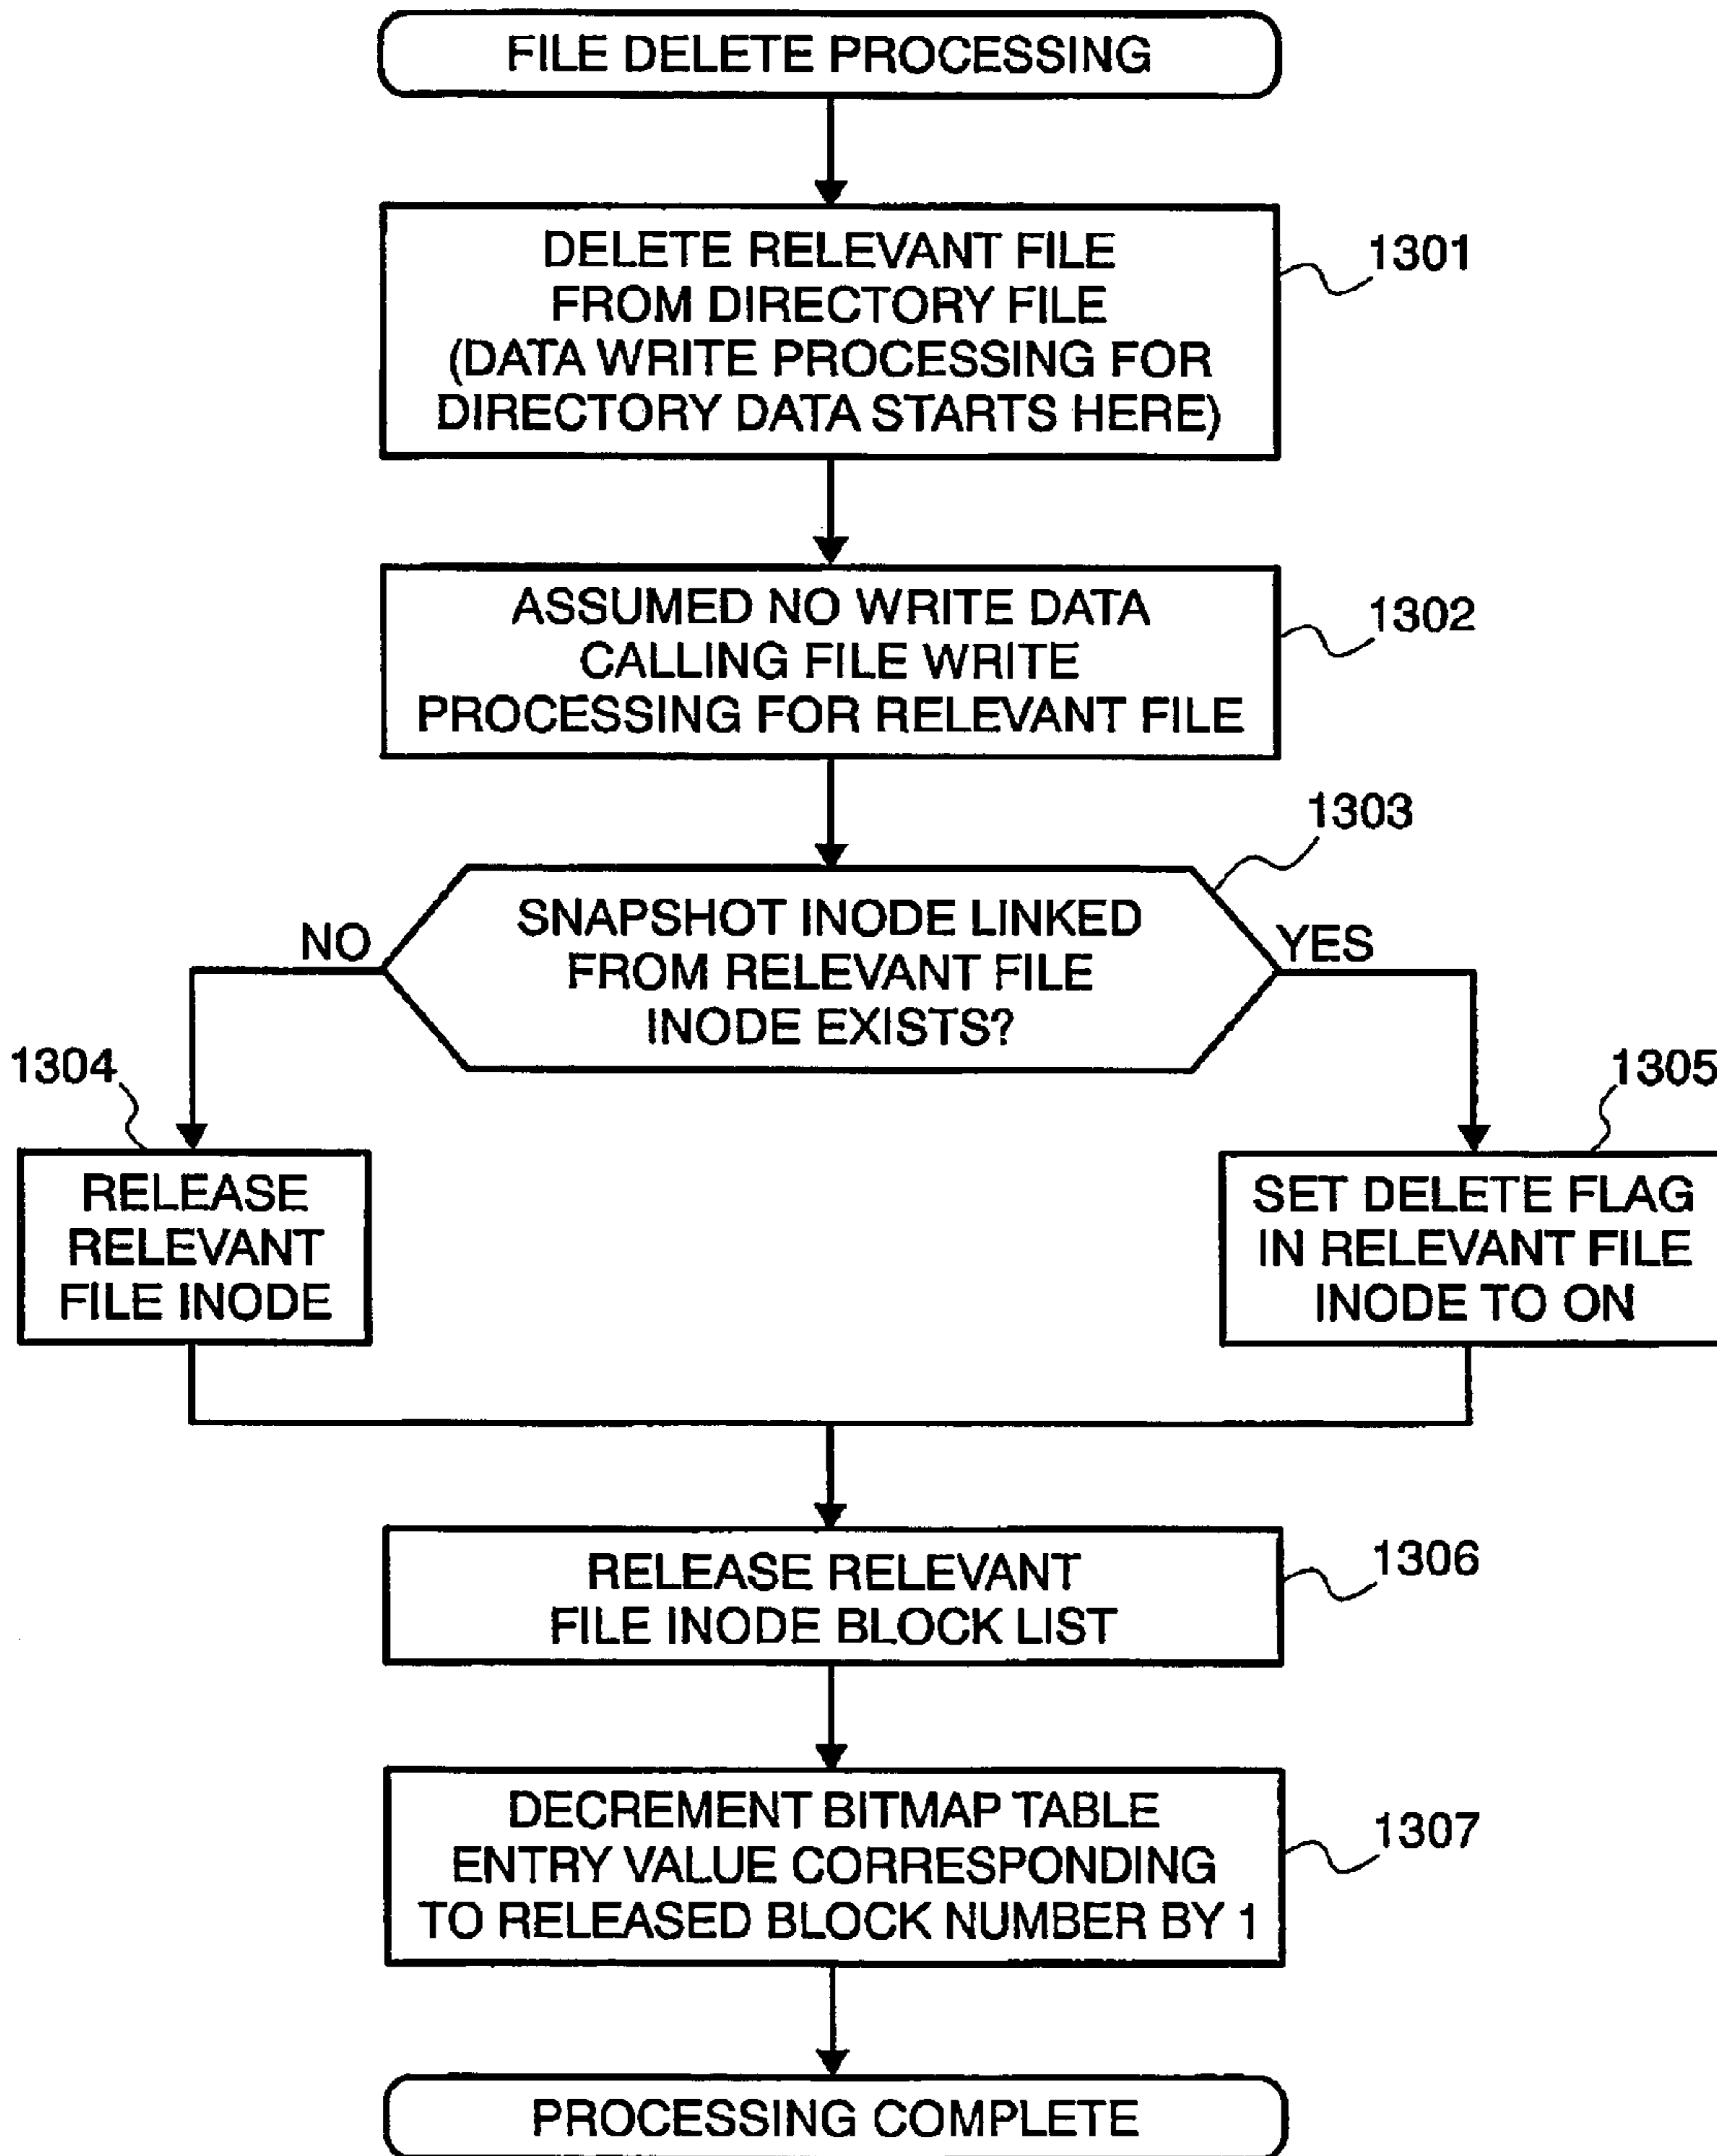 FILE DELETE PROCESSING
DELETE RELEVANT FILE
FROM DIRECTORY FILE
(DATA WRITE PROCESSING FOR
DIRECTORY DATA STARTS HERE)
1301
ASSUMED NO WRITE DATA
CALLING FILE WRITE
PROCESSING FOR RELEVANT FILE
1302
1303
SNAPSHOT INODE LINKED
FROM RELEVANT FILE
INODE EXISTS?
NO
YES
1304
RELEASE
RELEVANT
FILE INODE
1305
SET DELETE FLAG
IN RELEVANT FILE
INODE TO ON
RELEASE RELEVANT
FILE INODE BLOCK LIST
1306
DECREMENT BITMAP TABLE
ENTRY VALUE CORRESPONDING
TO RELEASED BLOCK NUMBER BY 1
1307
PROCESSING COMPLETE